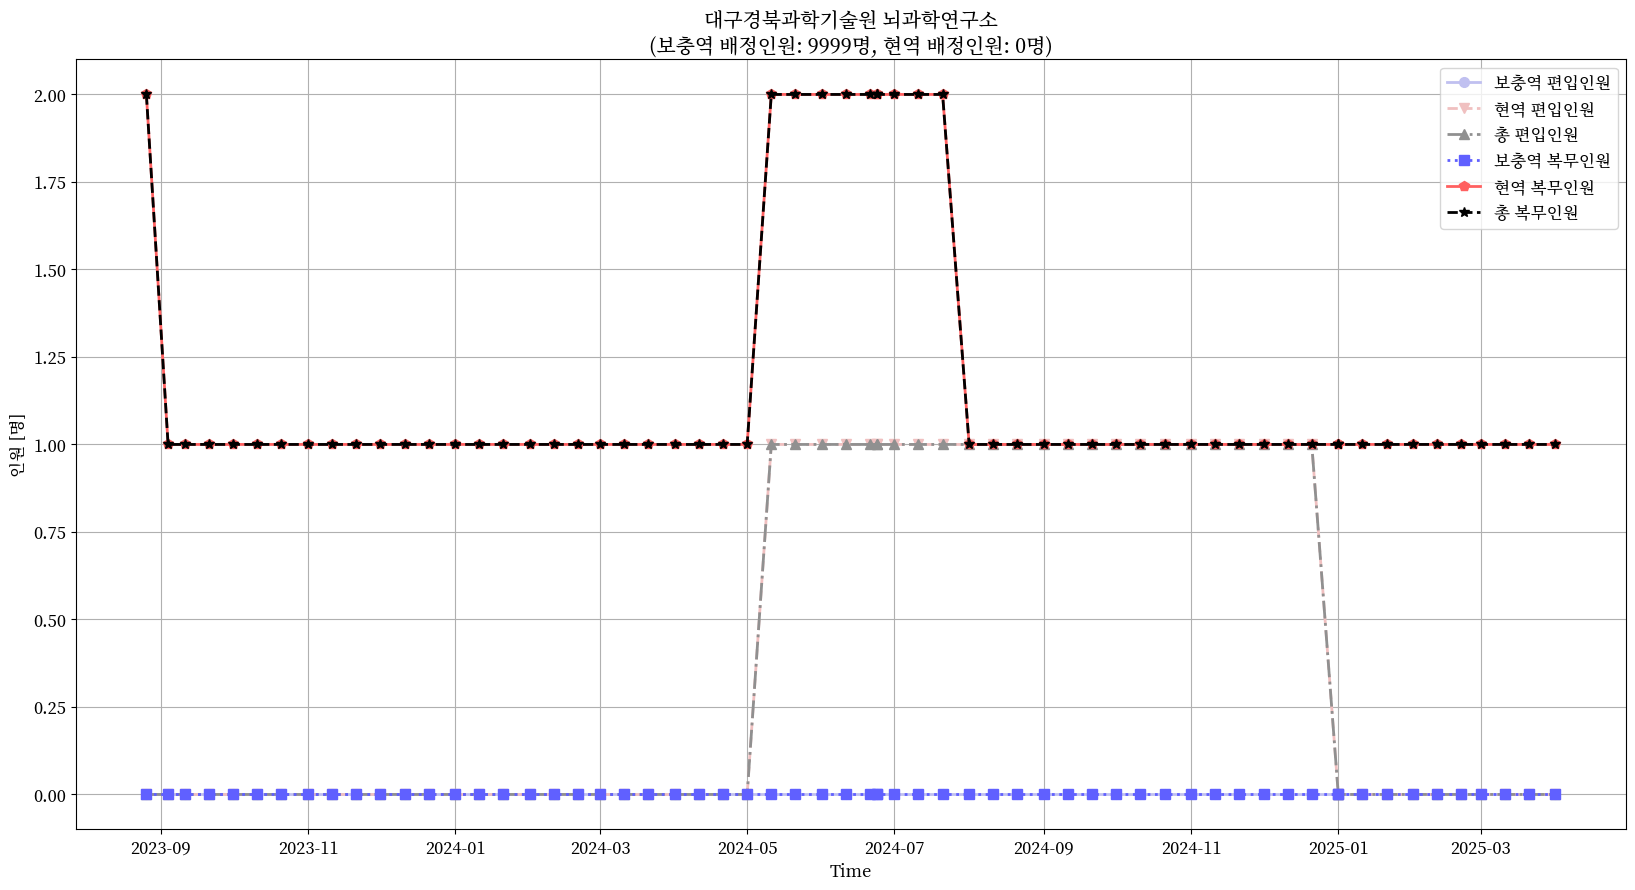 대구경북과학기술원 뇌과학연구소
(보충역 배정인원: 9999명, 현역 배정인원: 0명)
보충역 편입인원
현역 편입인원
총 편입인원
보충역 복무인원
현역 복무인원
총 복무인원
인원 [명]
2.00
1.75
1.50
1.25
1.00
0.75
0.50
0.25
0.00
2023-09 2023-11 2024-01 2024-03 2024-05 2024-07 2024-09 2024-11 2025-01 2025-03
Time